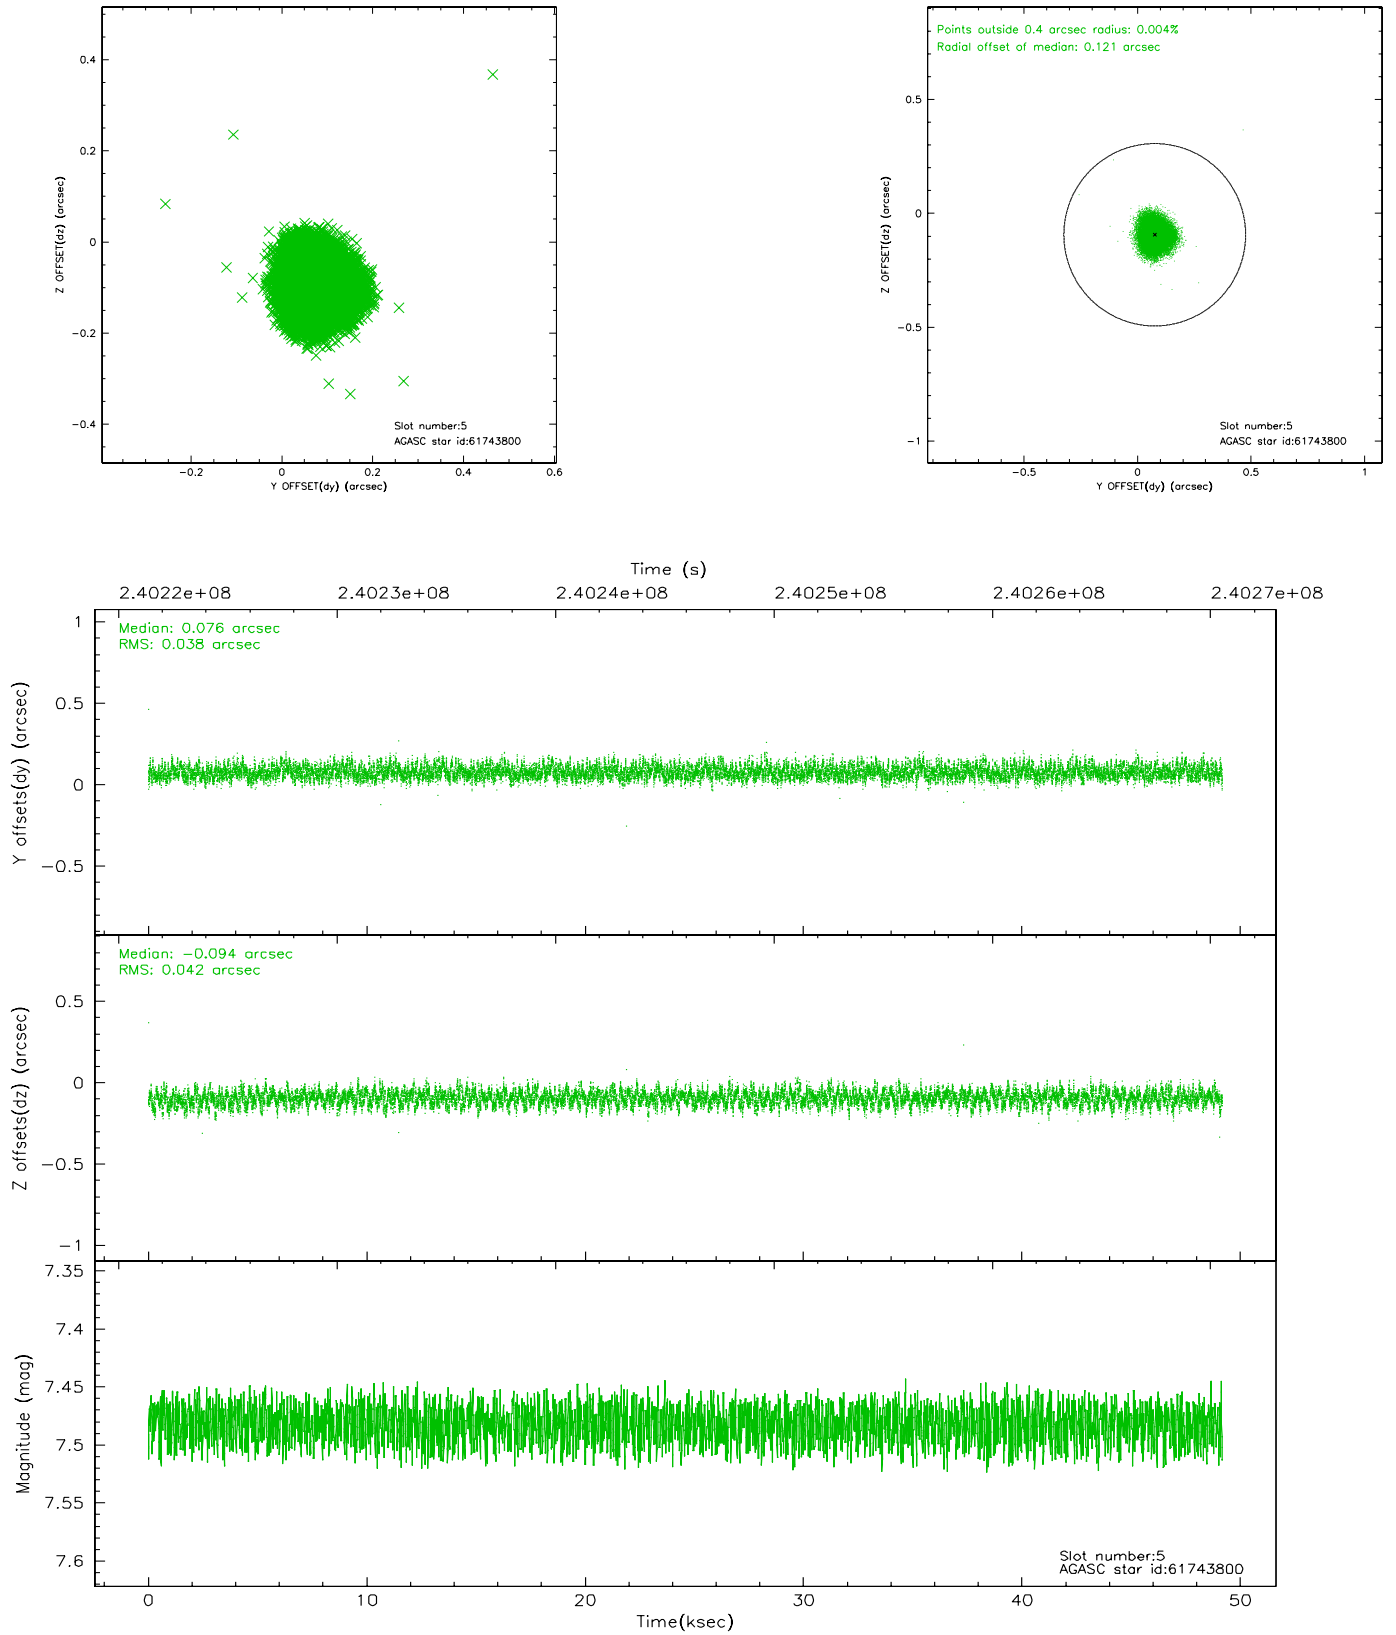 Points outside 0.4 arcsec radius: 0.004%
Radial offset of median: 0.121 arcsec
0.4
0.2
0
−0.2
−0.4
Z OFFSET(dz) (arcsec)
Slot number:5
AGASC star id:61743800
−0.2
0
0.2
0.4
0.6
Y OFFSET(dy) (arcsec)
0.5
0
−0.5
−1
Z OFFSET(dz) (arcsec)
Slot number:5
AGASC star id:61743800
−0.5
0
0.5
1
Y OFFSET(dy) (arcsec)
Time (s)
2.4022e+08
2.4023e+08
2.4024e+08
2.4025e+08
2.4026e+08
2.4027e+08
Median: 0.076 arcsec
RMS: 0.038 arcsec
1
0.5
0
−0.5
Y offsets(dy) (arcsec)
Median: −0.094 arcsec
RMS: 0.042 arcsec
0.5
0
−0.5
−1
Z offsets(dz) (arcsec)
7.35
7.4
7.45
7.5
7.55
7.6
Magnitude (mag)
Slot number:5
AGASC star id:61743800
0
10
20
30
40
50
Time(ksec)